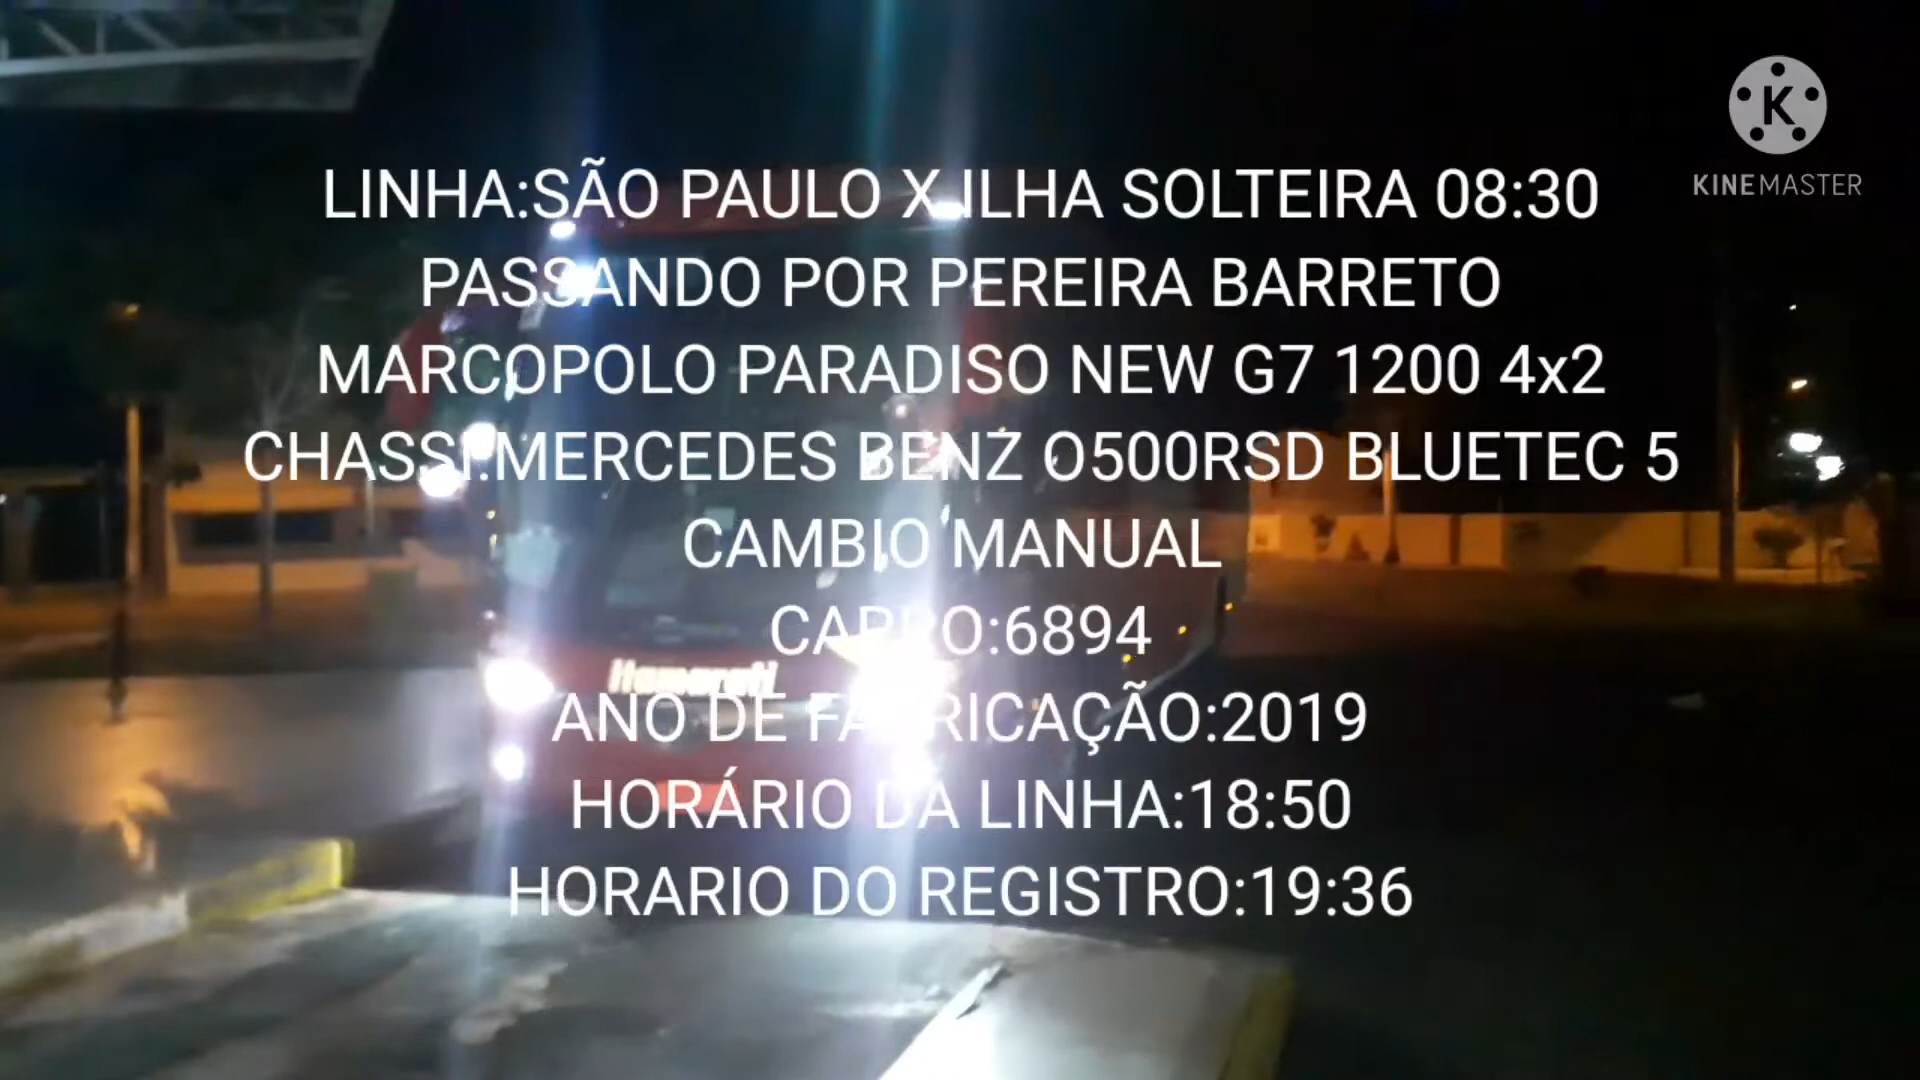 LINHA:SÃO PAULO X ILHA SOLTEIRA 08:30
PASSANDO POR PEREIRA BARRETO
MARCOPOLO PARADISO NEW G7 1200 4x2
CHASSI:MERCEDES BENZ O500RSD BLUETEC 5
CAMBIO MANUAL
CARRO:6894
Itamarati
ANO DE FABRICAÇÃO:2019
HORÁRIO DA LINHA:18:50
HORARIO DO REGISTRO:19:36
K
KINEMASTER